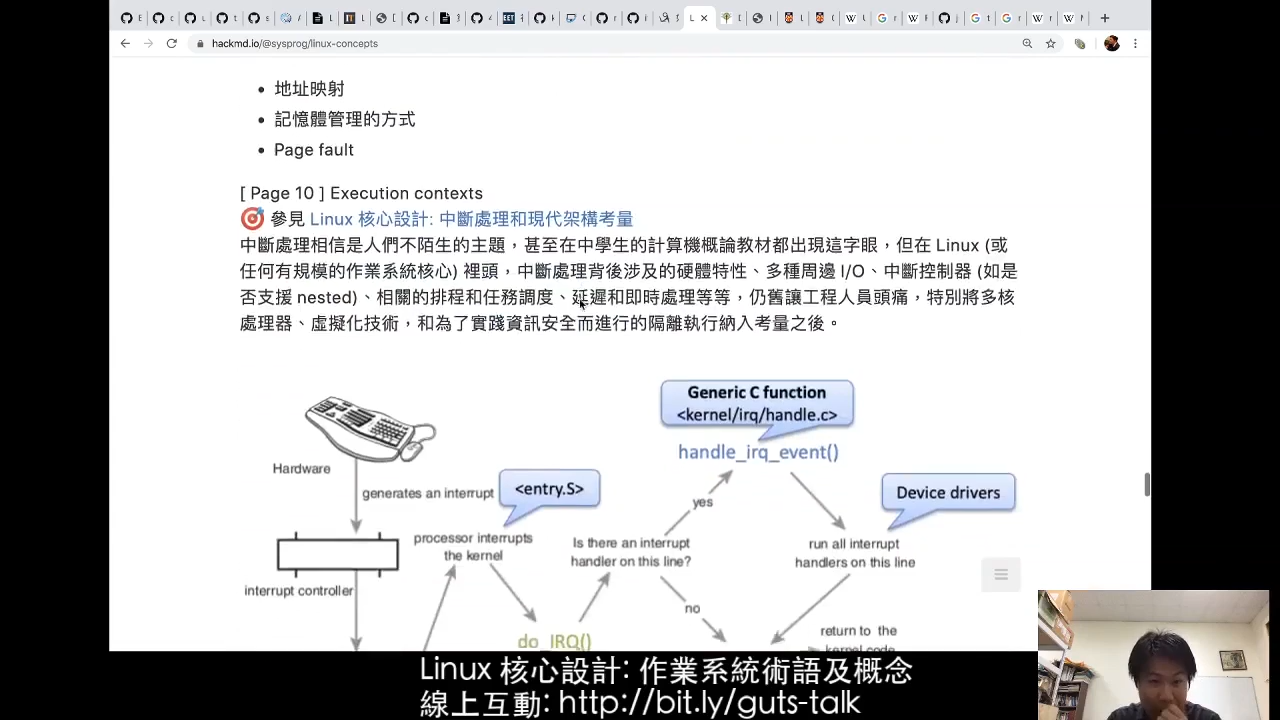 hackmd.io/@sysprog/linux-concepts
地址映射
記憶體管理的方式
Page fault
[ Page 10 ] Execution contexts
參見 Linux 核心設計: 中斷處理和現代架構考量
中斷處理相信是人們不陌生的主題，甚至在中學生的計算機概論教材都出現這字眼，但在 Linux (或
任何有規模的作業系統核心) 裡頭，中斷處理背後涉及的硬體特性、多種周邊 I/O、中斷控制器 (如是
否支援 nested)、相關的排程和任務調度、延遲和即時處理等等，仍舊讓工程人員頭痛，特別將多核
處理器、虛擬化技術，和為了實踐資訊安全而進行的隔離執行納入考量之後。
Generic C function
<kernel/irq/handle.c>
handle_irq_event()
Hardware
generates an interrupt
<entry.S>
Device drivers
yes
processor interrupts
the kernel
Is there an interrupt
handler on this line?
run all interrupt
handlers on this line
interrupt controller
no
do_IRQ()
return to the
kernel code
Linux 核心設計: 作業系統術語及概念
線上互動: http://bit.ly/guts-talk